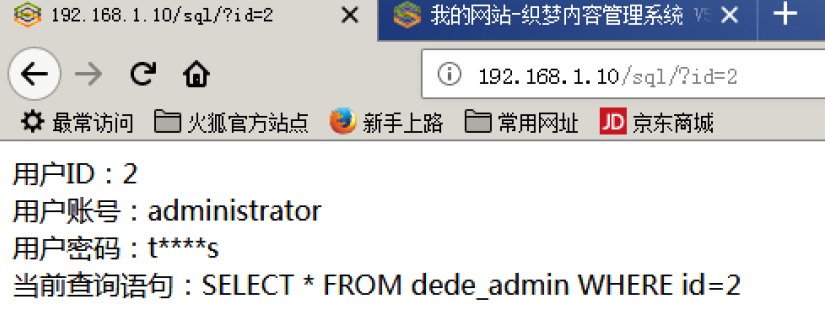 192.168.1.10/sql/?id=2
我的网站-织梦内容管理系统 V5
192.168.1.10/sql/?id=2
最常访问 火狐官方站点 新手上路 常用网址 JD 京东商城
用户ID：2
用户账号：administrator
用户密码：t****s
当前查询语句：SELECT * FROM dede_admin WHERE id=2